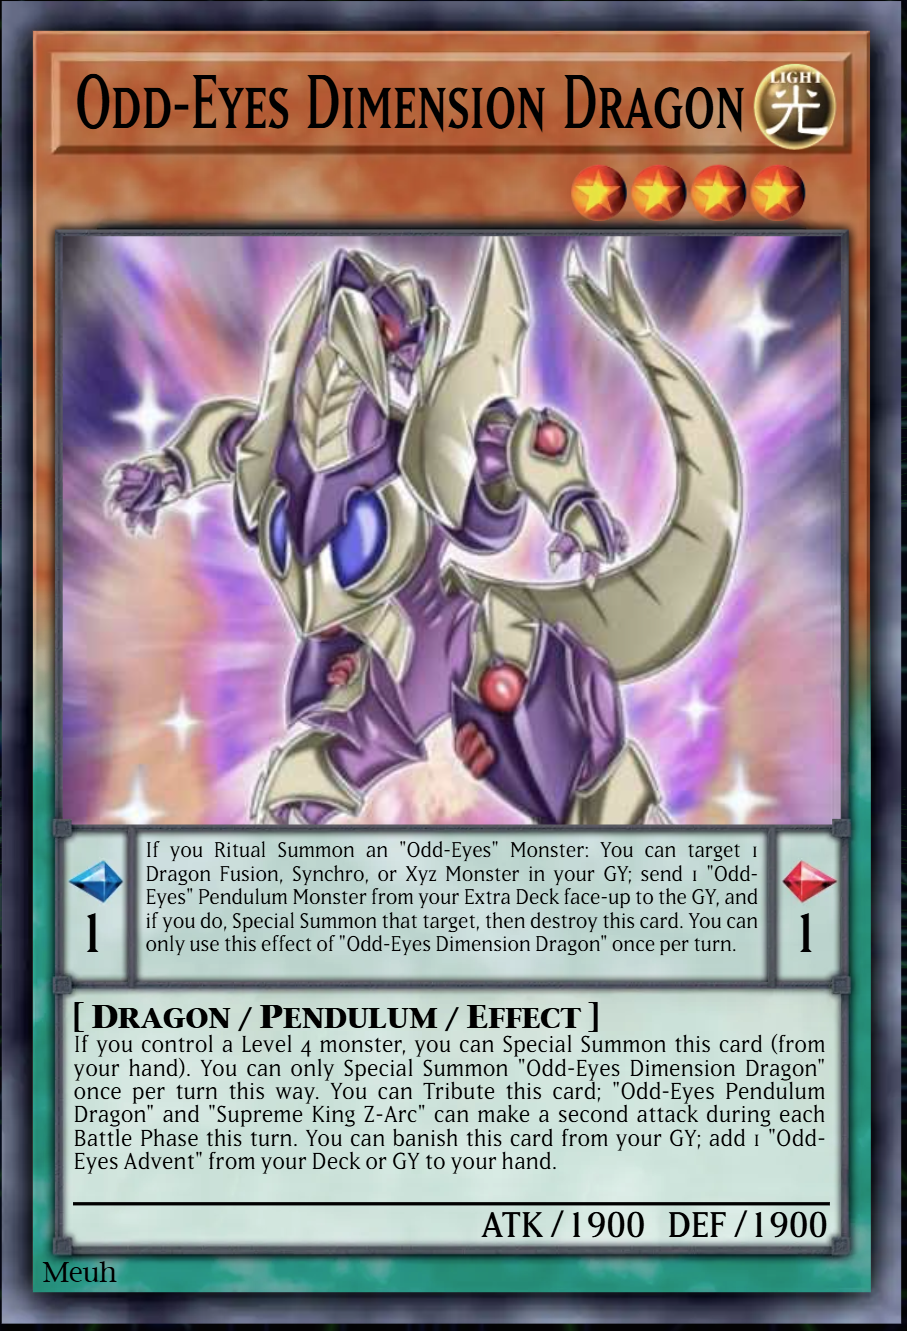 Odd-Eyes Dimension Dragon
LIGHT
光
If you Ritual Summon an "Odd-Eyes" Monster: You can target 1
Dragon Fusion, Synchro, or Xyz Monster in your GY; send 1 "Odd-
Eyes" Pendulum Monster from your Extra Deck face-up to the GY, and
if you do, Special Summon that target, then destroy this card. You can
only use this effect of "Odd-Eyes Dimension Dragon" once per turn.
1
1
[ Dragon / Pendulum / Effect ]
If you control a Level 4 monster, you can Special Summon this card (from
your hand). You can only Special Summon "Odd-Eyes Dimension Dragon"
once per turn this way. You can Tribute this card; "Odd-Eyes Pendulum
Dragon" and "Supreme King Z-Arc" can make a second attack during each
Battle Phase this turn. You can banish this card from your GY; add 1 "Odd-
Eyes Advent" from your Deck or GY to your hand.
ATK /1900 DEF /1900
Meuh